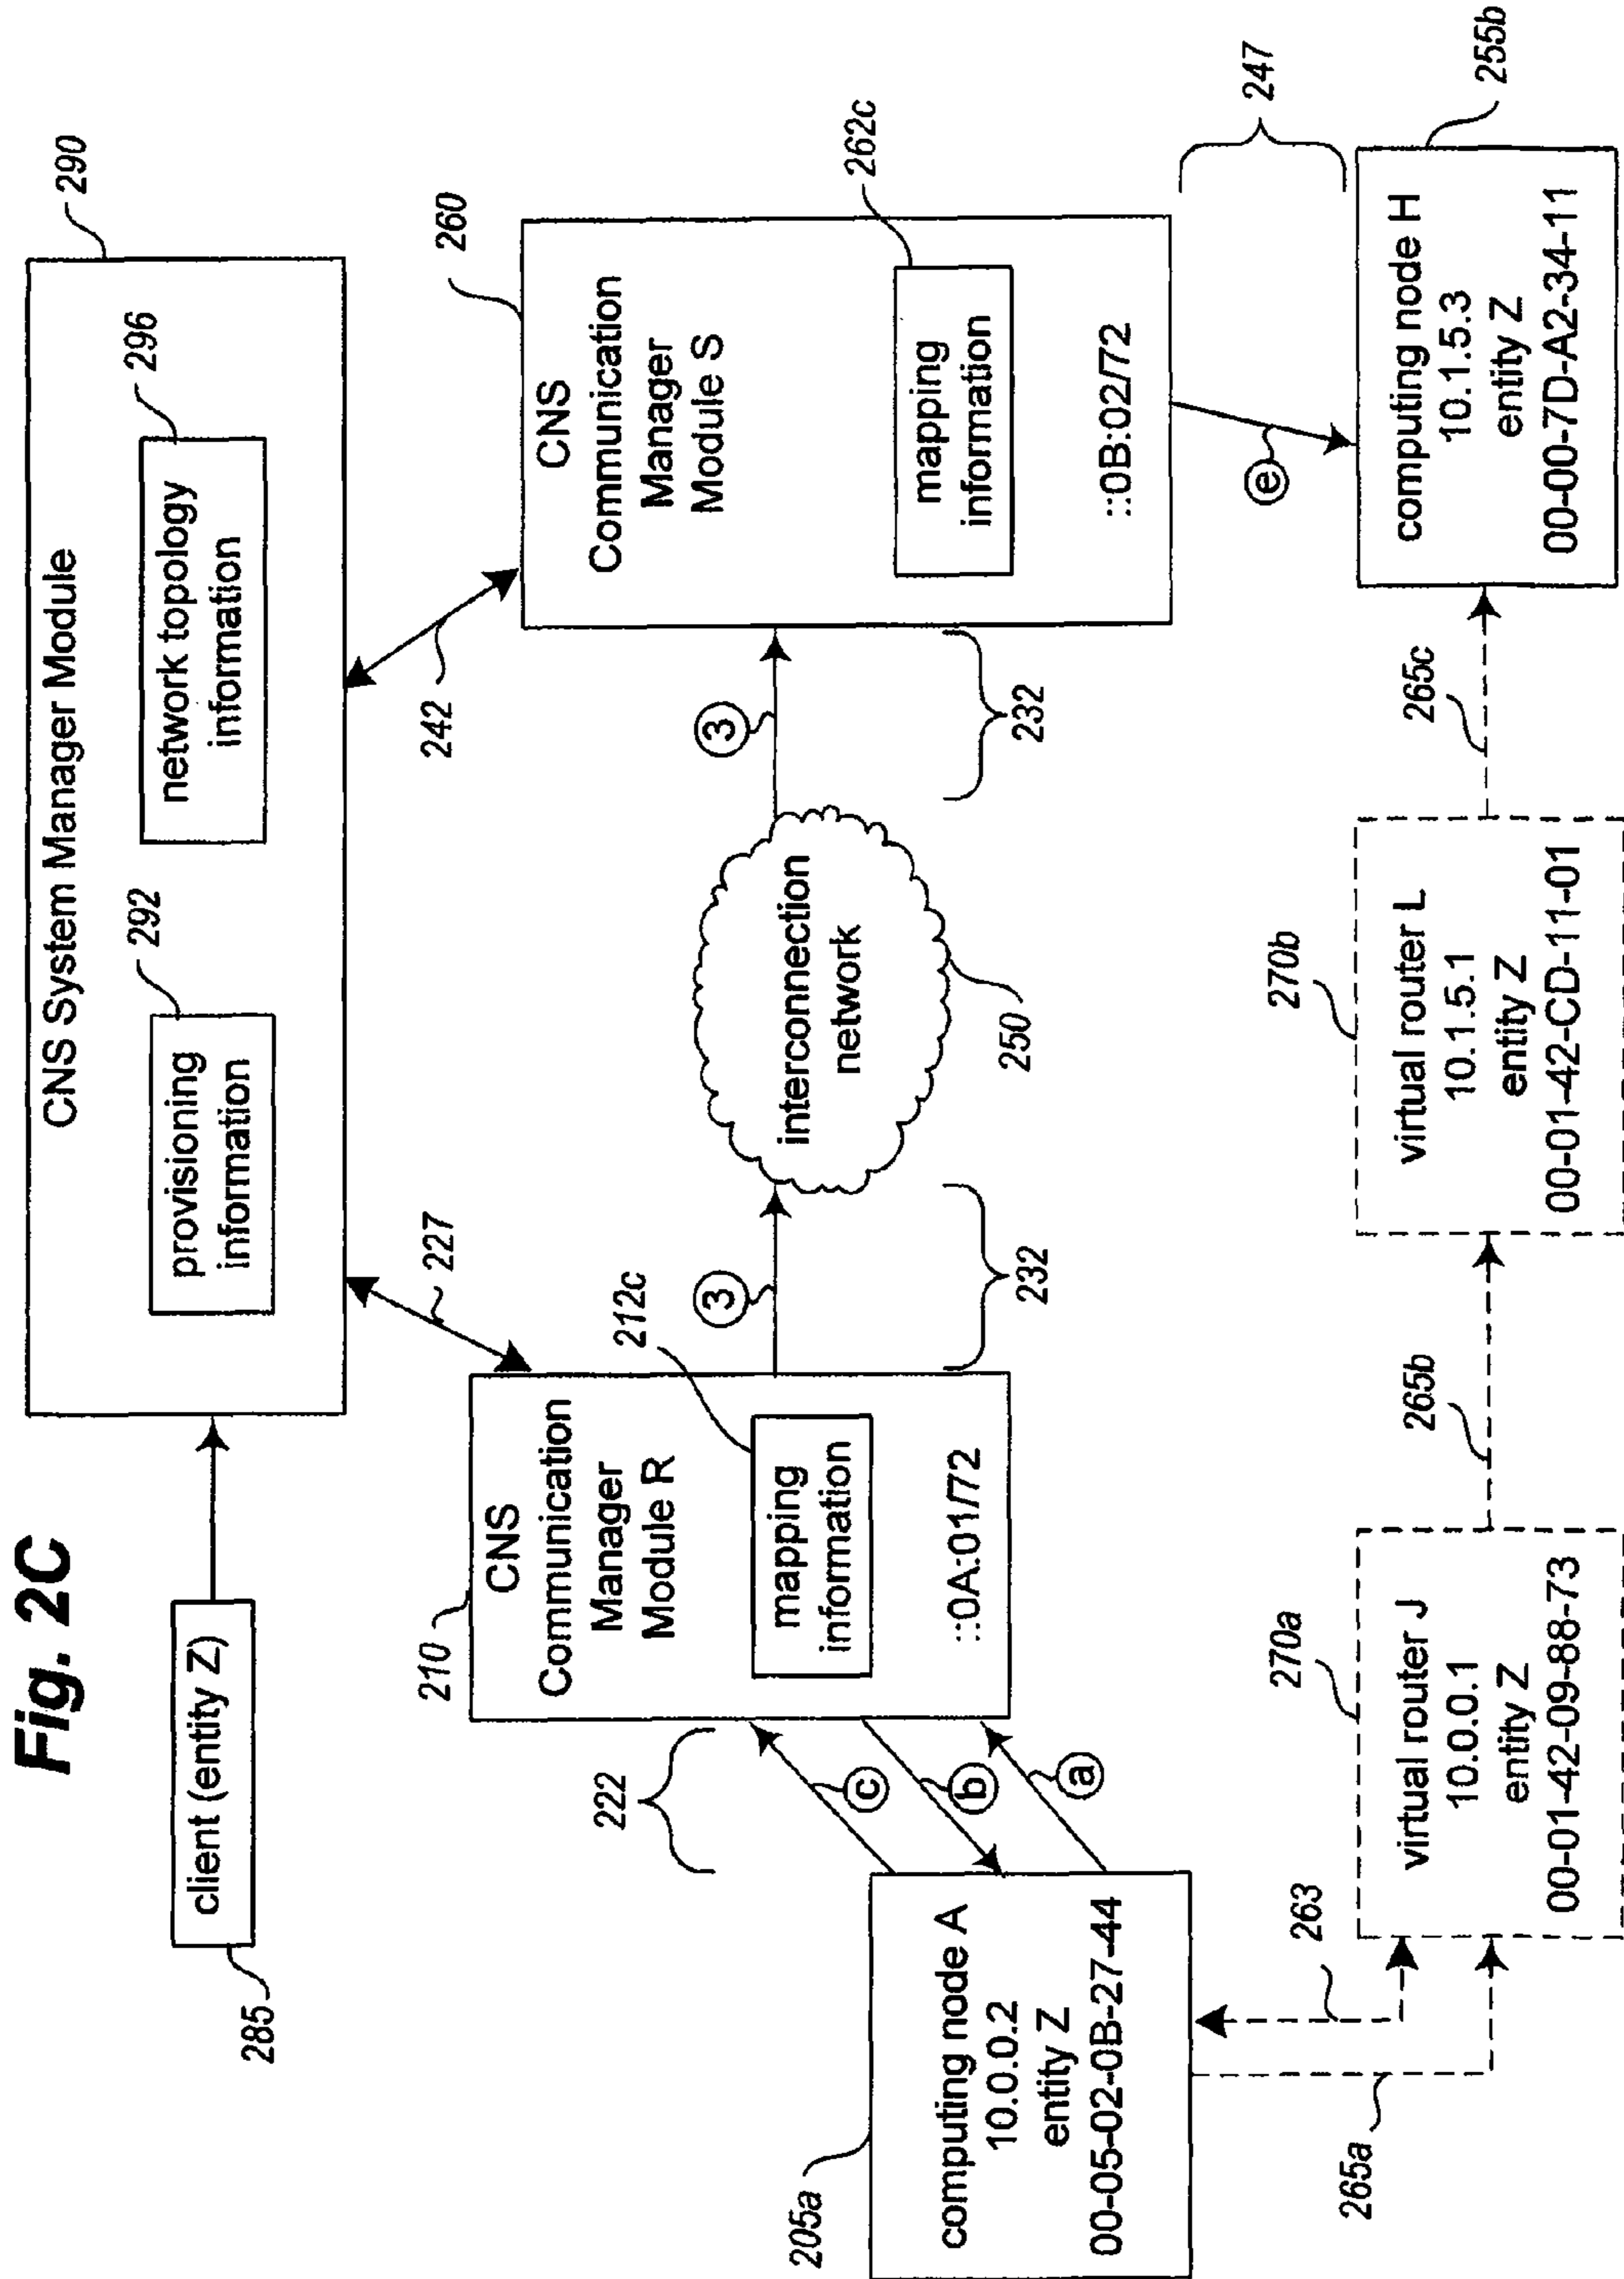 Fig. 2C
client (entity Z)
285
CNS System Manager Module
290
provisioning
information
292
network topology
information
296
227
242
210
CNS
Communication
Manager
Module R
mapping
information
212c
::0A:01/72
260
CNS
Communication
Manager
Module S
mapping
information
262c
::0B:02/72
222
c
b
a
3
232
interconnection
network
250
3
232
e
247
205a
computing node A
10.0.0.2
entity Z
00-05-02-0B-27-44
255b
computing node H
10.1.5.3
entity Z
00-00-7D-A2-34-11
263
265a
270a
virtual router J
10.0.0.1
entity Z
00-01-42-09-88-73
265b
270b
virtual router L
10.1.5.1
entity Z
00-01-42-CD-11-01
265c